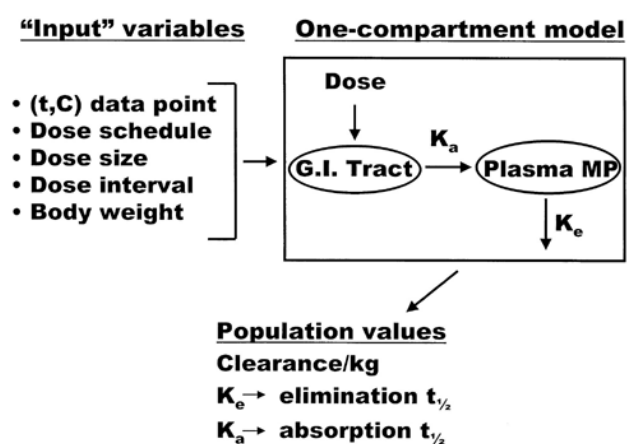 “Input” variables
One-compartment model
• (t,C) data point
• Dose schedule
• Dose size
• Dose interval
• Body weight
Dose
G.I. Tract
Kₐ
Plasma MP
Kₑ
Population values
Clearance/kg
Kₑ→ elimination t½
Kₐ→ absorption t½